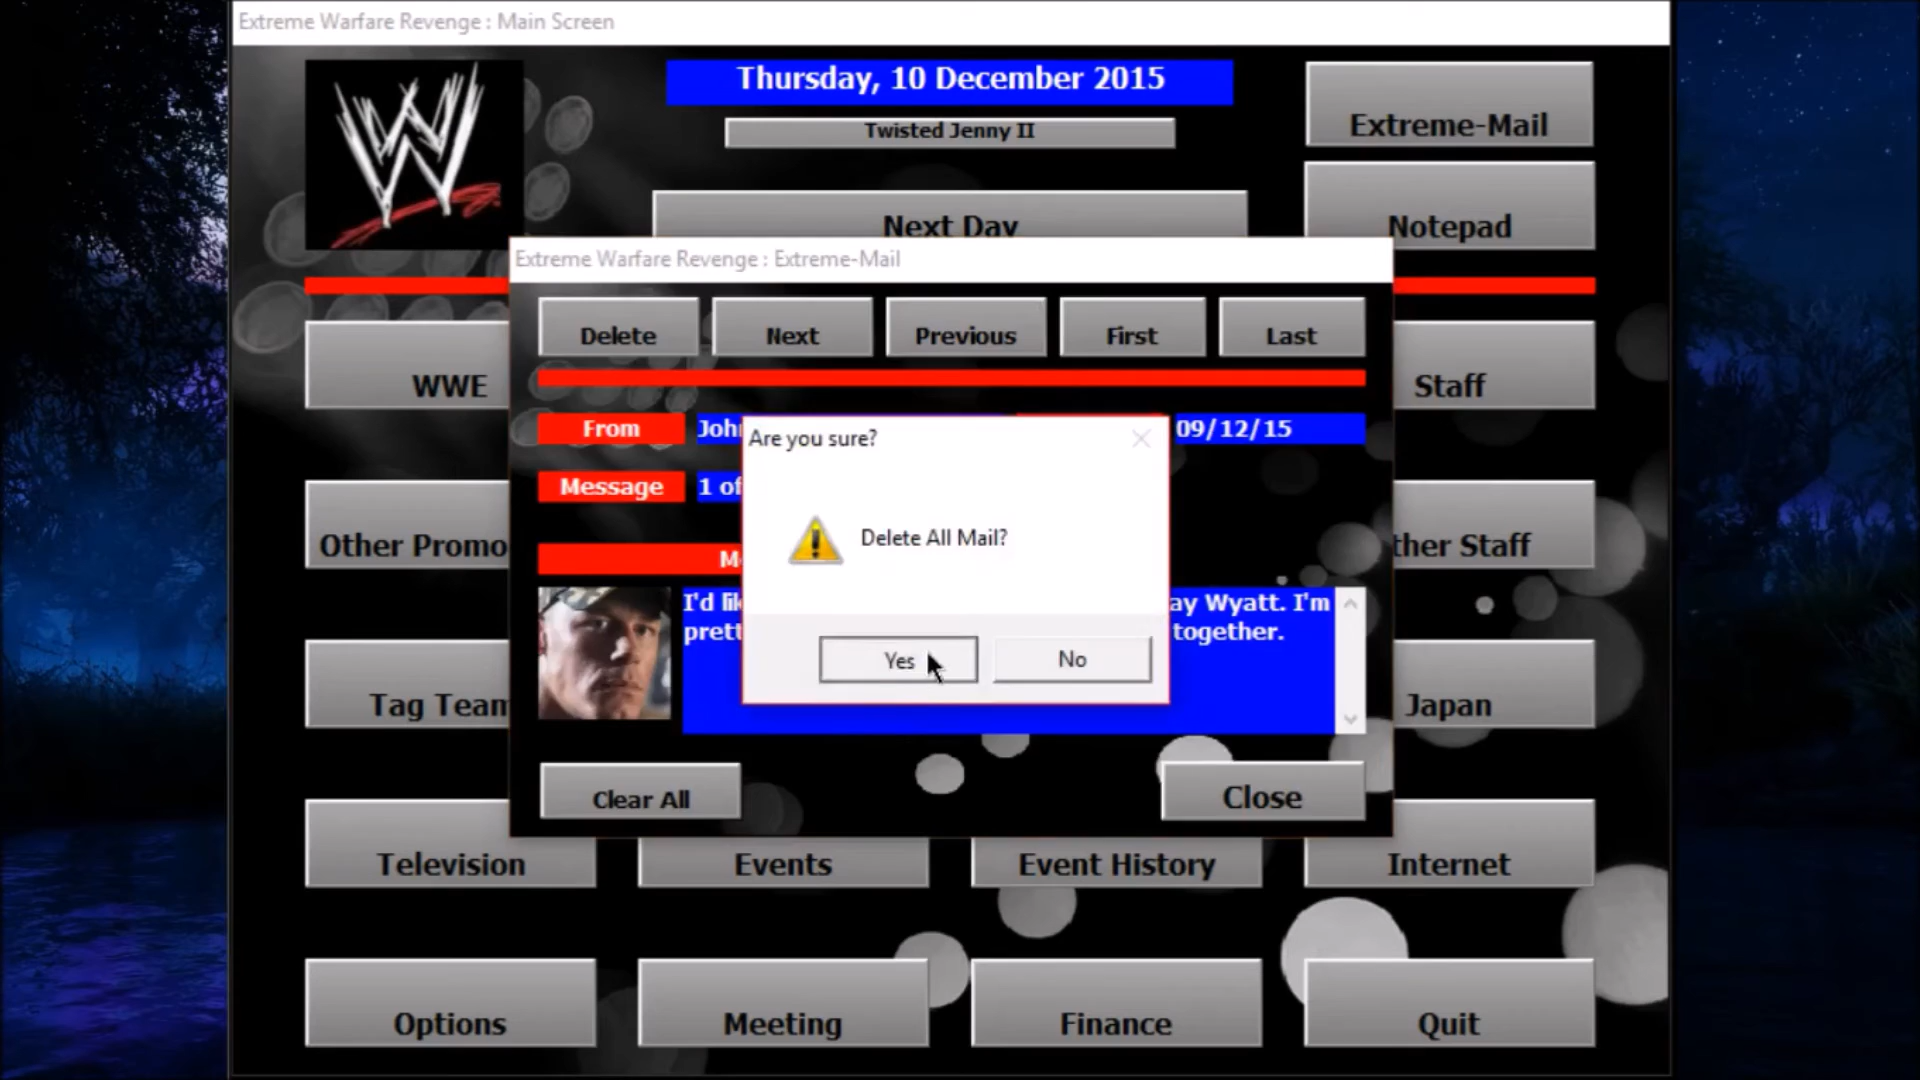 Extreme Warfare Revenge : Main Screen
Thursday, 10 December 2015
Twisted Jenny II
Extreme-Mail
Next Day
Notepad
Extreme Warfare Revenge : Extreme-Mail
Delete Next Previous First Last
WWE
Staff
From
09/12/15
Are you sure?
Message 1 of
Delete All Mail?
Other
Staff
I'd
ay Wyatt. I'm
together.
Yes No
Tag Team
Japan
Clear All
Close
Television Events Event History Internet
Options Meeting Finance Quit